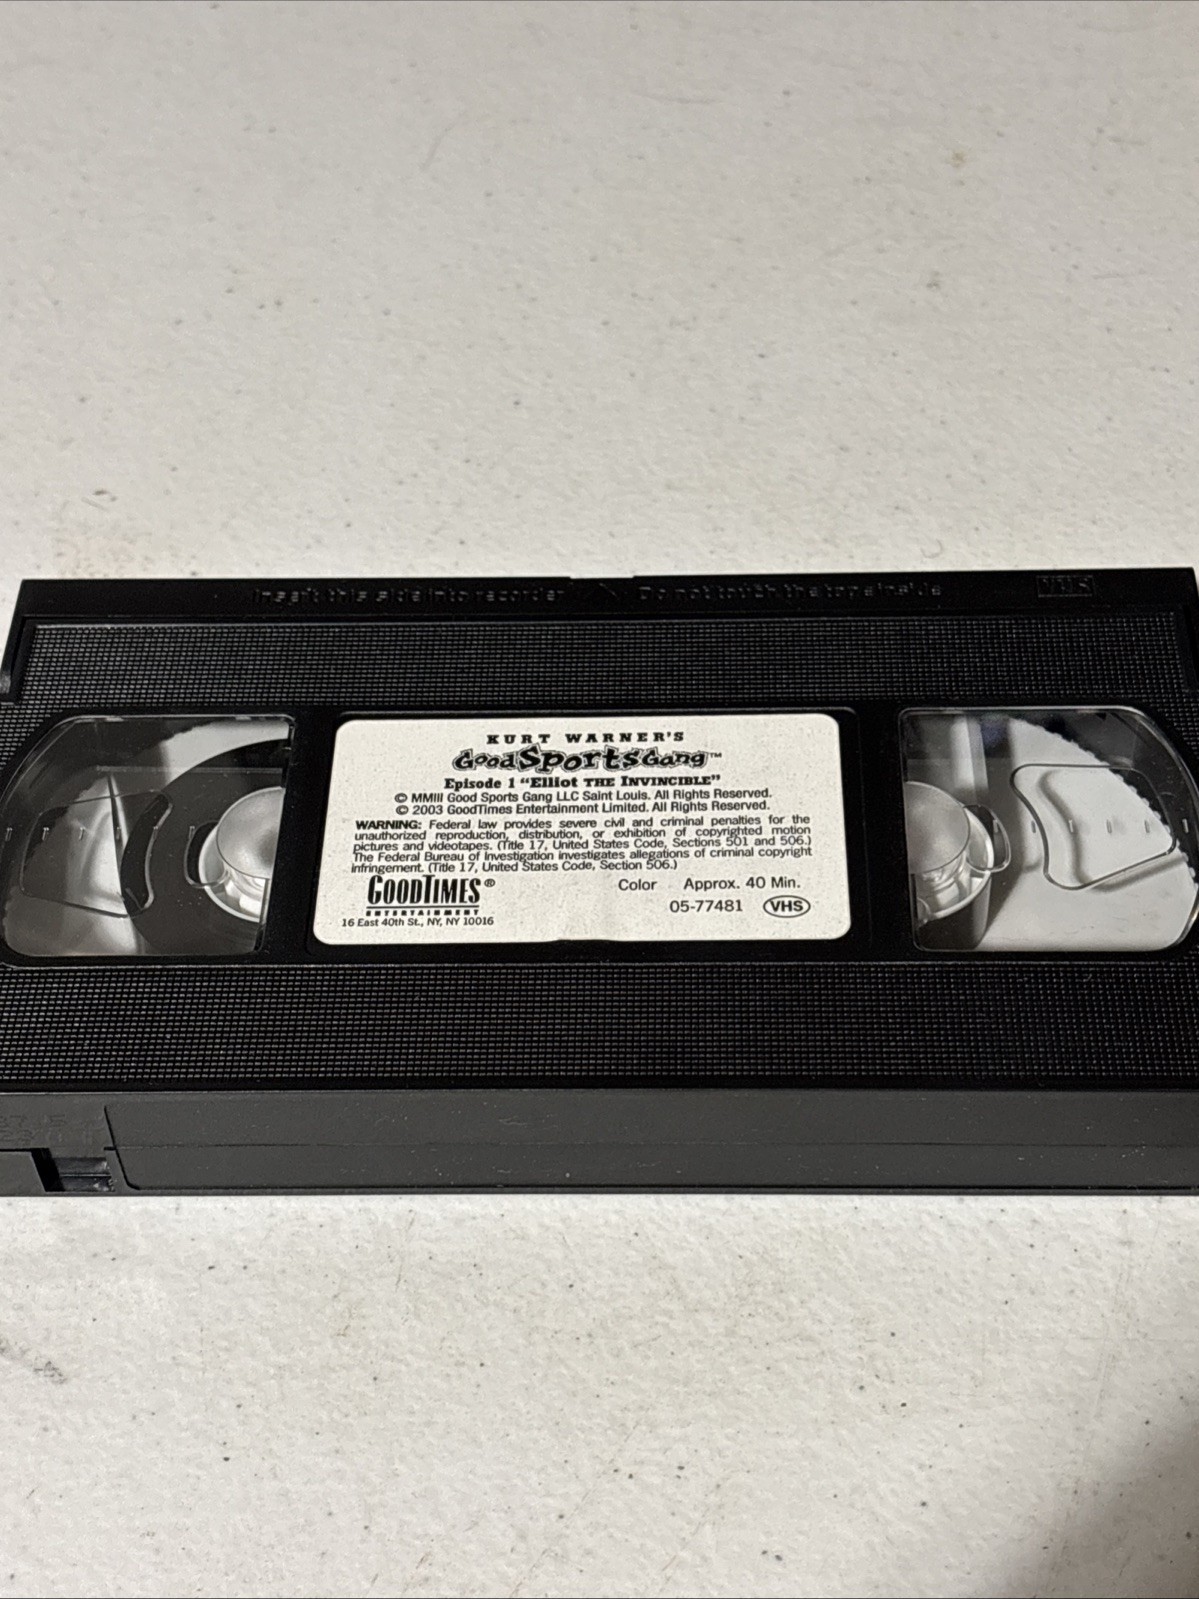 Insert this side into recorder Do not touch the tape inside VHS
KURT WARNER'S
Good Sports Gang™
Episode 1 "Elliot THE INVINCIBLE"
© MMIII Good Sports Gang LLC Saint Louis. All Rights Reserved.
© 2003 GoodTimes Entertainment Limited. All Rights Reserved.
WARNING: Federal law provides severe civil and criminal penalties for the
unauthorized reproduction, distribution, or exhibition of copyrighted motion
pictures and videotapes. (Title 17, United States Code, Sections 501 and 506.)
The Federal Bureau of Investigation investigates allegations of criminal copyright
infringement. (Title 17, United States Code, Section 506.)
GOODTIMES®
ENTERTAINMENT
16 East 40th St., NY, NY 10016
Color Approx. 40 Min.
05-77481 VHS